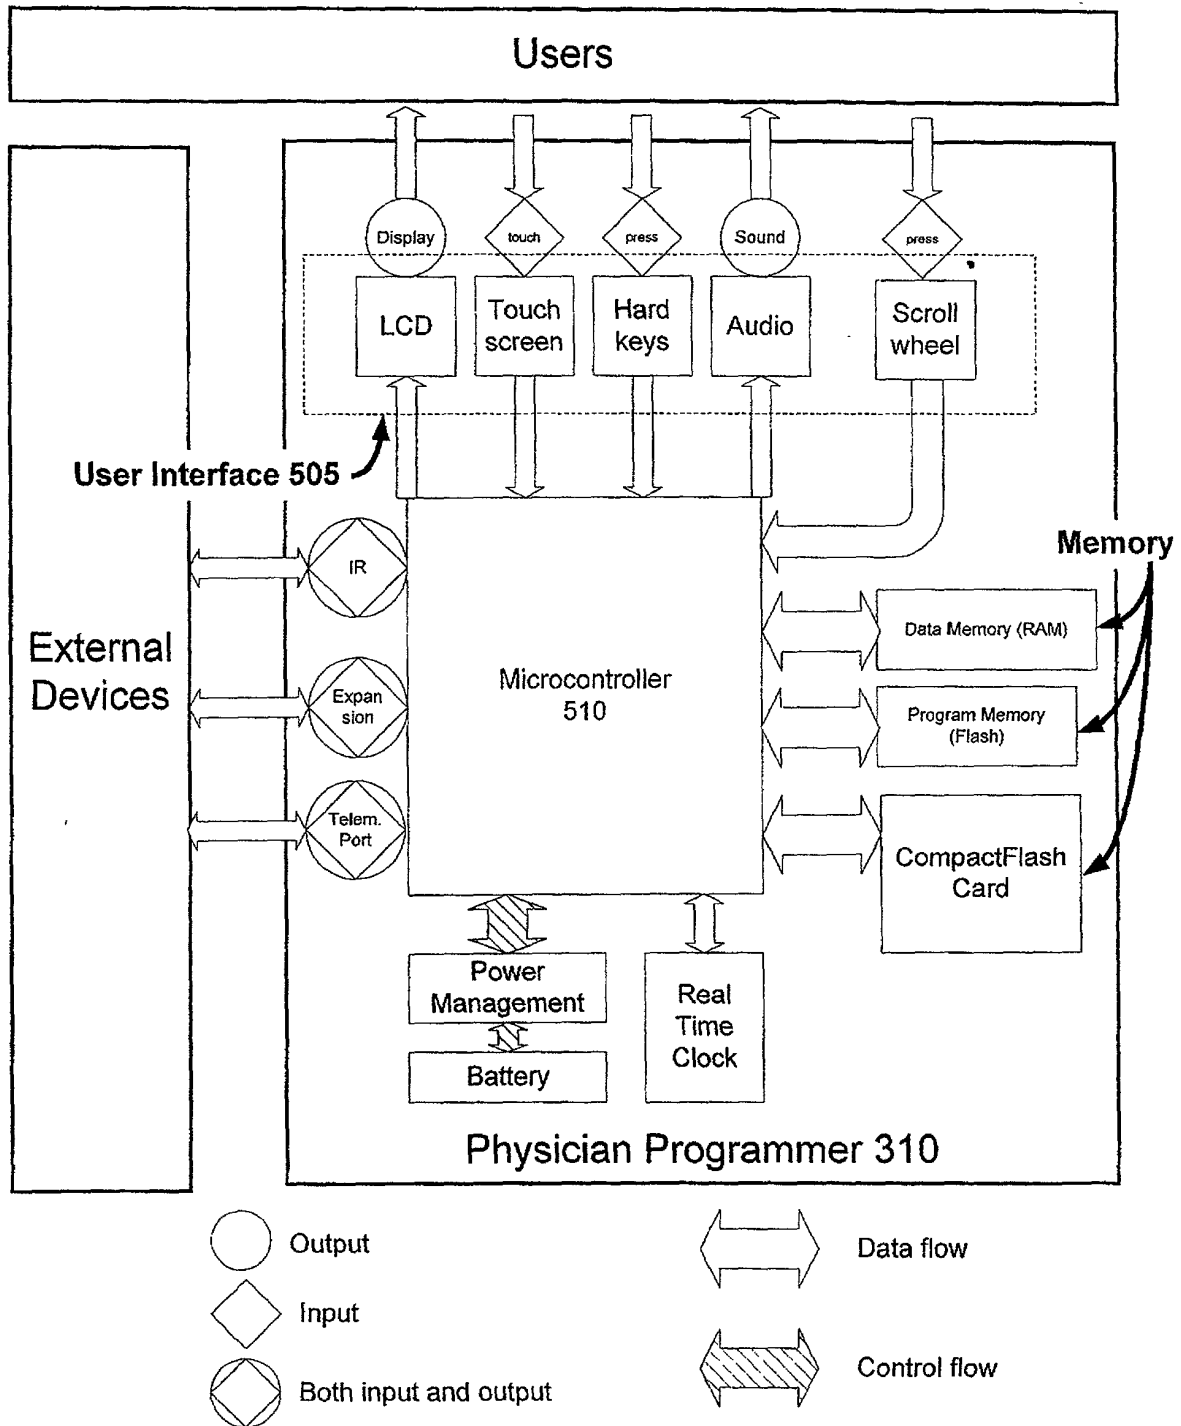 Users
Display
touch
press
Sound
press
LCD
Touch
screen
Hard
keys
Audio
Scroll
wheel
User Interface 505
Memory
IR
External
Devices
Expan
sion
Telem.
Port
Microcontroller
510
Data Memory (RAM)
Program Memory
(Flash)
CompactFlash
Card
Power
Management
Battery
Real
Time
Clock
Physician Programmer 310
Output
Input
Both input and output
Data flow
Control flow